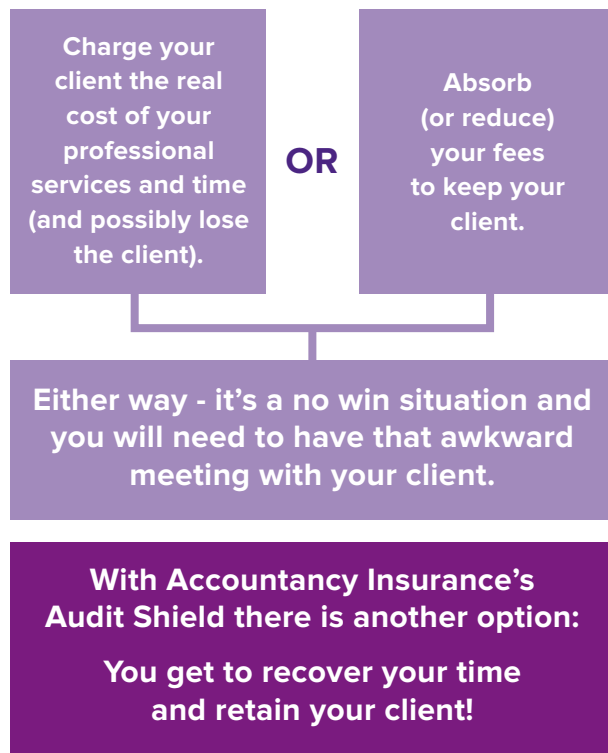 Charge your
client the real
cost of your
professional
services and time
(and possibly lose
the client).
OR
Absorb
(or reduce)
your fees
to keep your
client.
Either way - it’s a no win situation and
you will need to have that awkward
meeting with your client.
With Accountancy Insurance’s
Audit Shield there is another option:
You get to recover your time
and retain your client!